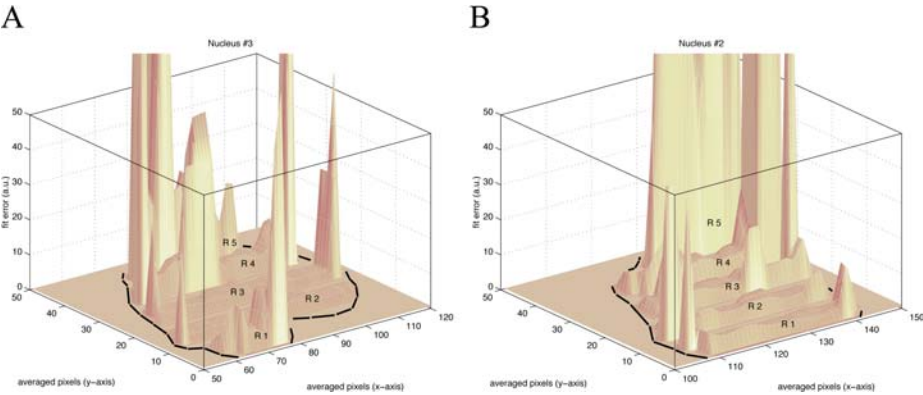 A
B
Nucleus #3
Nucleus #2
50
40
30
20
10
0
fit error (a.u.)
R 5
R 4
R 3
R 2
R 1
50
40
30
20
10
0
averaged pixels (y-axis)
50
60
70
80
90
100
110
120
averaged pixels (x-axis)
50
40
30
20
10
0
fit error (a.u.)
R 5
R 4
R 3
R 2
R 1
50
40
30
20
10
0
averaged pixels (y-axis)
100
110
120
130
140
150
averaged pixels (x-axis)